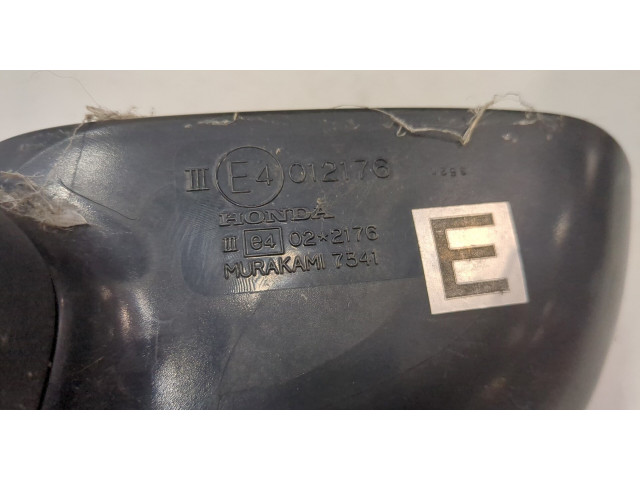 III E4 012176
HONDA
III e4 02*2176
MURAKAMI 7541
E